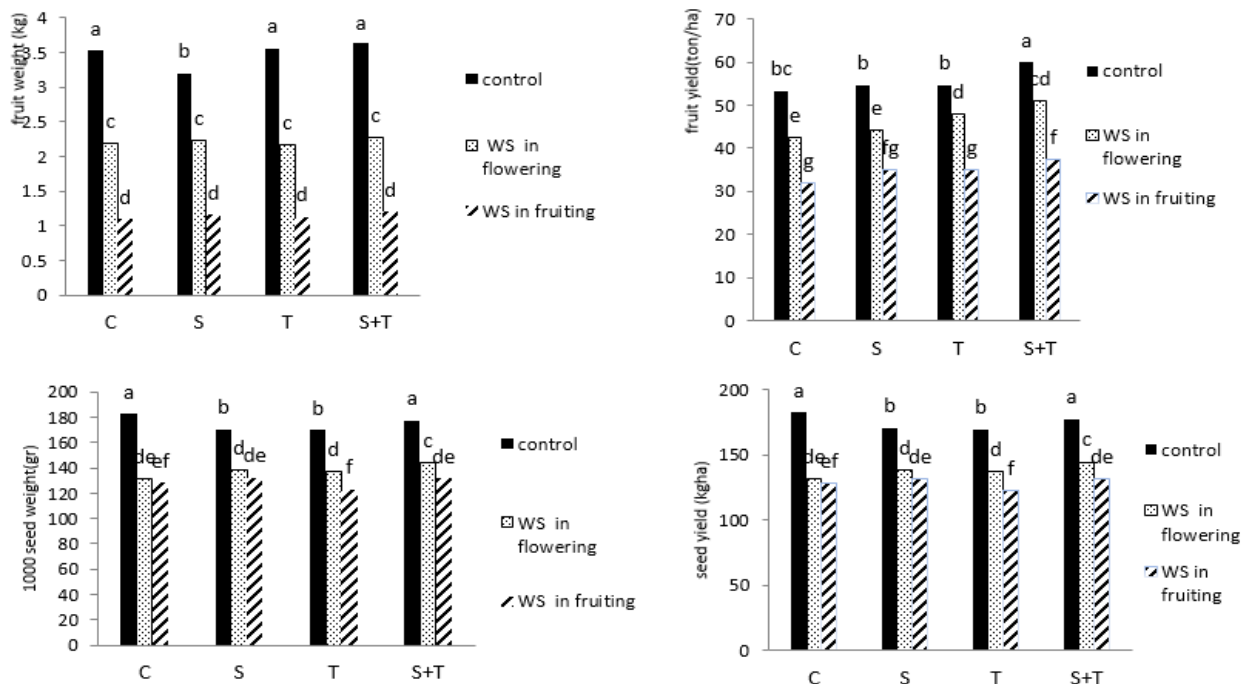 fruit weight (kg)
4
3.5
3
2.5
2
1.5
1
0.5
0
a
c
d
b
c
d
a
c
d
a
c
d
C S T S+T
control
WS in
flowering
WS in fruiting
fruit yield(ton/ha)
70
60
50
40
30
20
10
0
bc
e
g
b
e
fg
b
d
g
a
cd
f
C S T S+T
control
WS in
flowering
WS in fruiting
1000 seed weight(gr)
200
180
160
140
120
100
80
60
40
20
0
a
de
ef
b
d
de
b
d
f
a
c
de
C S T S+T
control
WS in
flowering
WS in fruiting
seed yield (kgha)
200
150
100
50
0
a
de
ef
b
d
de
b
d
f
a
c
de
C S T S+T
control
WS in
flowering
WS in
fruiting